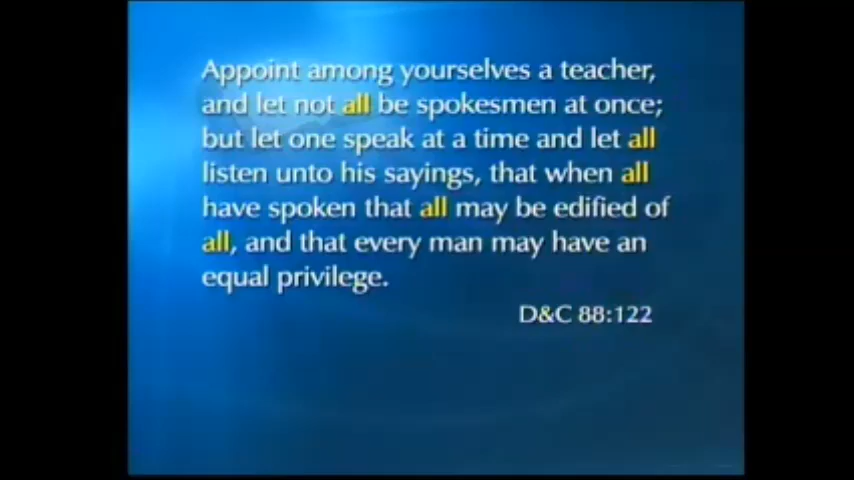 Appoint among yourselves a teacher,
and let not all be spokesmen at once;
but let one speak at a time and let all
listen unto his sayings, that when all
have spoken that all may be edified of
all, and that every man may have an
equal privilege.
D&C 88:122